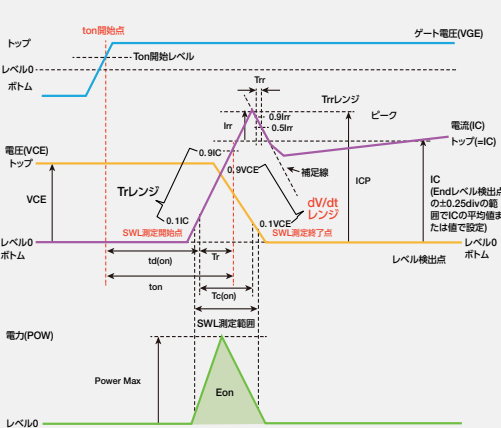 ton開始点
ゲート電圧(VGE)
トップ
Ton開始レベル
レベル0
ボトム
Trr
Trrレンジ
0.9Irr
Irr
0.5Irr
ピーク
電流(IC)
トップ(=IC)
電圧(VCE)
トップ
0.9IC
0.9VCE
補足線
VCE
Trレンジ
dV/dt
レンジ
ICP
IC
(Endレベル検出点
の±0.25divの範
囲でICの平均値ま
たは値で設定)
0.1IC
0.1VCE
SWL測定開始点
SWL測定終了点
レベル0
ボトム
レベル0
ボトム
td(on)
Tr
レベル検出点
ton
Tc(on)
SWL測定範囲
電力(POW)
Power Max
Eon
レベル0